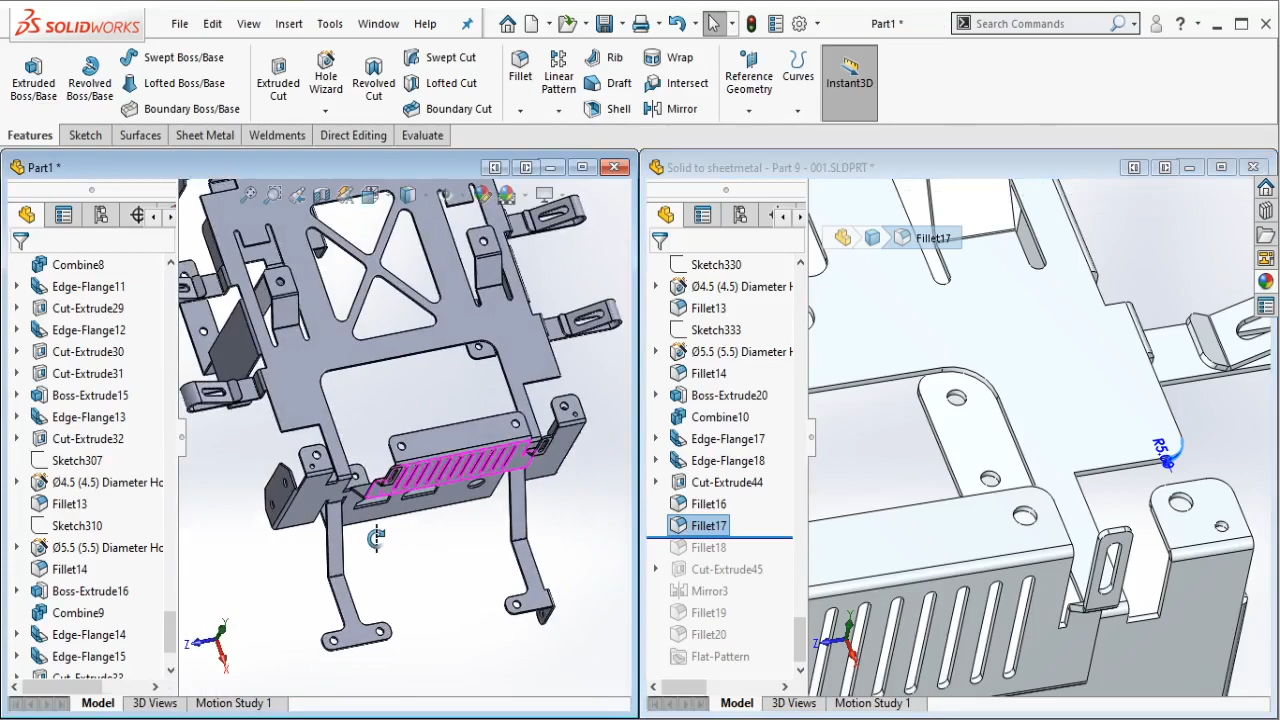 SOLIDWORKS
File Edit View Insert Tools Window Help
Part1 *
Search Commands
Extruded Boss/Base
Revolved Boss/Base
Swept Boss/Base
Lofted Boss/Base
Boundary Boss/Base
Extruded Cut
Hole Wizard
Revolved Cut
Swept Cut
Lofted Cut
Boundary Cut
Fillet
Linear Pattern
Rib
Draft
Shell
Wrap
Intersect
Mirror
Reference Geometry
Curves
Instant3D
Features Sketch Surfaces Sheet Metal Weldments Direct Editing Evaluate
Part1 *
Combine8
Edge-Flange11
Cut-Extrude29
Edge-Flange12
Cut-Extrude30
Cut-Extrude31
Boss-Extrude15
Edge-Flange13
Cut-Extrude32
Sketch307
Ø4.5 (4.5) Diameter Ho
Fillet13
Sketch310
Ø5.5 (5.5) Diameter Ho
Fillet14
Boss-Extrude16
Combine9
Edge-Flange14
Edge-Flange15
Cut-Extrude33
Y
Z
X
Model 3D Views Motion Study 1
Solid to sheetmetal - Part 9 - 001.SLDPRT *
Sketch330
Ø4.5 (4.5) Diameter H
Fillet13
Sketch333
Ø5.5 (5.5) Diameter H
Fillet14
Boss-Extrude20
Combine10
Edge-Flange17
Edge-Flange18
Cut-Extrude44
Fillet16
Fillet17
Fillet18
Cut-Extrude45
Mirror3
Fillet19
Fillet20
Flat-Pattern
Fillet17
Y
Z
X
Model 3D Views Motion Study 1